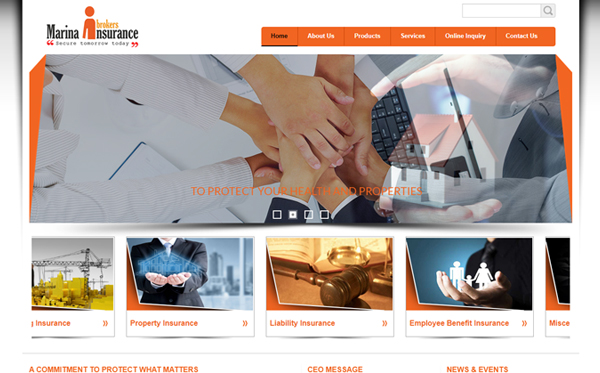 brokers
Marina insurance
Secure tomorrow today
Home About Us Products Services Online Inquiry Contact Us
TO PROTECT YOUR HEALTH AND PROPERTIES
g Insurance Property Insurance Liability Insurance Employee Benefit Insurance Misce
A COMMITMENT TO PROTECT WHAT MATTERS CEO MESSAGE NEWS & EVENTS